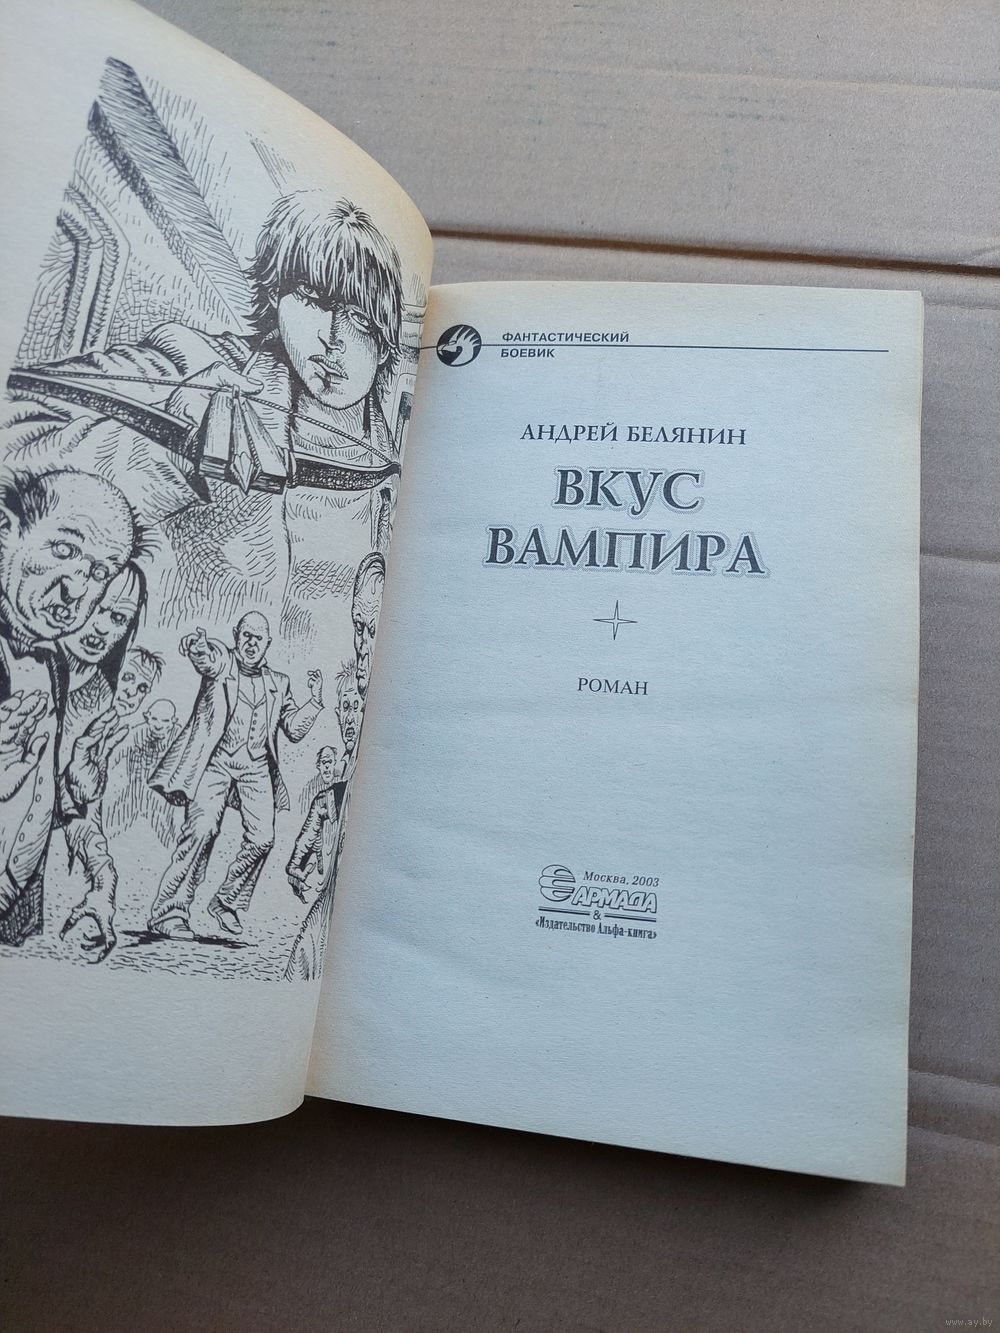 ФАНТАСТИЧЕСКИЙ
БОЕВИК
АНДРЕЙ БЕЛЯНИН
ВКУС
ВАМПИРА
РОМАН
Москва, 2003
АРМАДА
&
«Издательство Альфа-книга»
www.ay.by